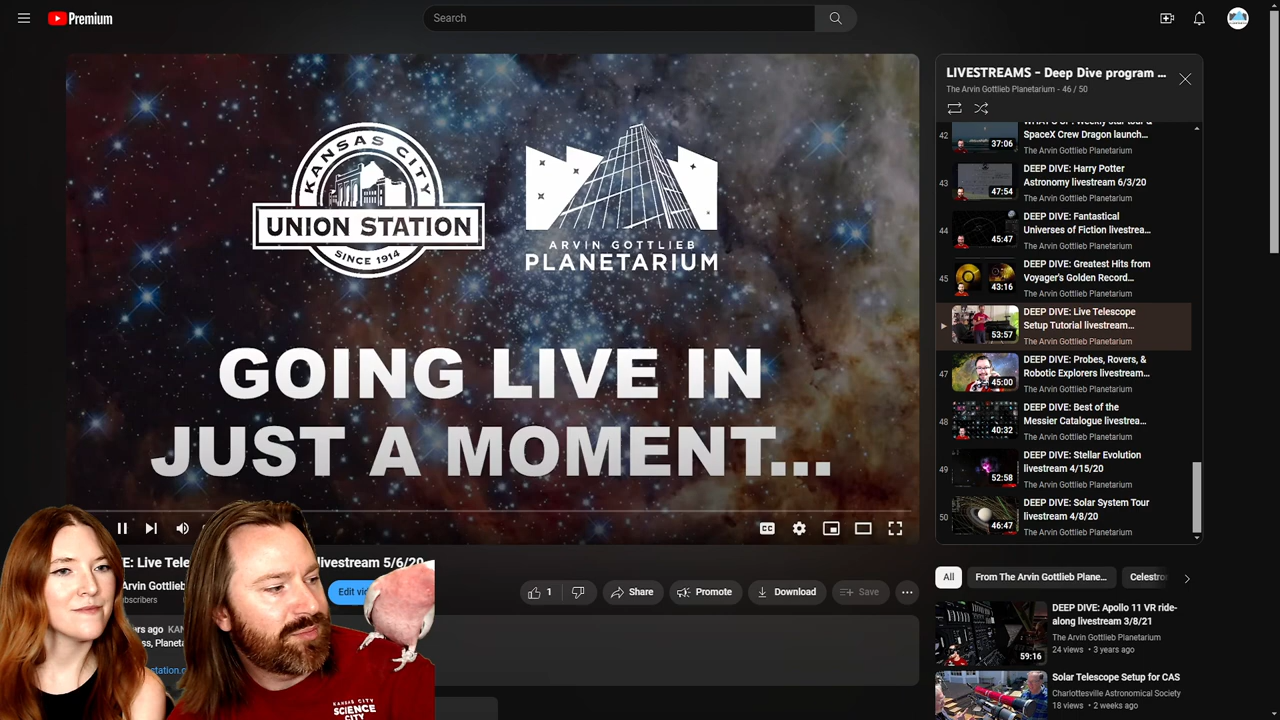 Premium
Search
KANSAS CITY
UNION STATION
SINCE 1914
ARVIN GOTTLIEB
PLANETARIUM
GOING LIVE IN
JUST A MOMENT...
CC
E: Live Tele
livestream 5/6/20
Arvin Gottlieb
bscribers
Edit vi
1
Share
Promote
Download
Save
KANSAS CITY
SCIENCE
CITY
LIVESTREAMS - Deep Dive program ...
The Arvin Gottlieb Planetarium - 46 / 50
42
SpaceX Crew Dragon launch...
37:06
The Arvin Gottlieb Planetarium
43
DEEP DIVE: Harry Potter
Astronomy livestream 6/3/20
47:54
The Arvin Gottlieb Planetarium
44
DEEP DIVE: Fantastical
Universes of Fiction livestrea...
45:47
The Arvin Gottlieb Planetarium
45
DEEP DIVE: Greatest Hits from
Voyager's Golden Record...
43:16
The Arvin Gottlieb Planetarium
DEEP DIVE: Live Telescope
Setup Tutorial livestream...
53:57
The Arvin Gottlieb Planetarium
47
DEEP DIVE: Probes, Rovers, &
Robotic Explorers livestream...
45:00
The Arvin Gottlieb Planetarium
48
DEEP DIVE: Best of the
Messier Catalogue livestrea...
40:32
The Arvin Gottlieb Planetarium
49
DEEP DIVE: Stellar Evolution
livestream 4/15/20
52:58
The Arvin Gottlieb Planetarium
50
DEEP DIVE: Solar System Tour
livestream 4/8/20
46:47
The Arvin Gottlieb Planetarium
All
From The Arvin Gottlieb Plane...
Celestron
DEEP DIVE: Apollo 11 VR ride-
along livestream 3/8/21
The Arvin Gottlieb Planetarium
24 views • 3 years ago
59:16
Solar Telescope Setup for CAS
Charlottesville Astronomical Society
18 views • 2 weeks ago